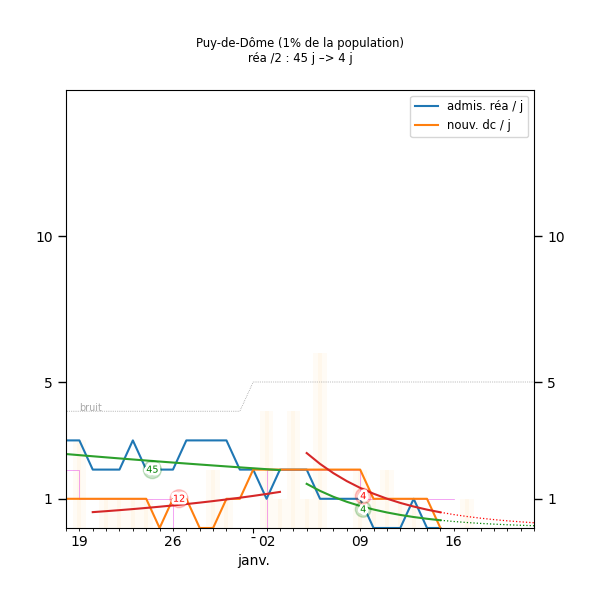 Puy-de-Dôme (1% de la population)
réa /2 : 45 j –> 4 j
admis. réa / j
nouv. dc / j
10 10
5 5
bruit
45
12
4
4
1 1
19 26 02 09 16
janv.